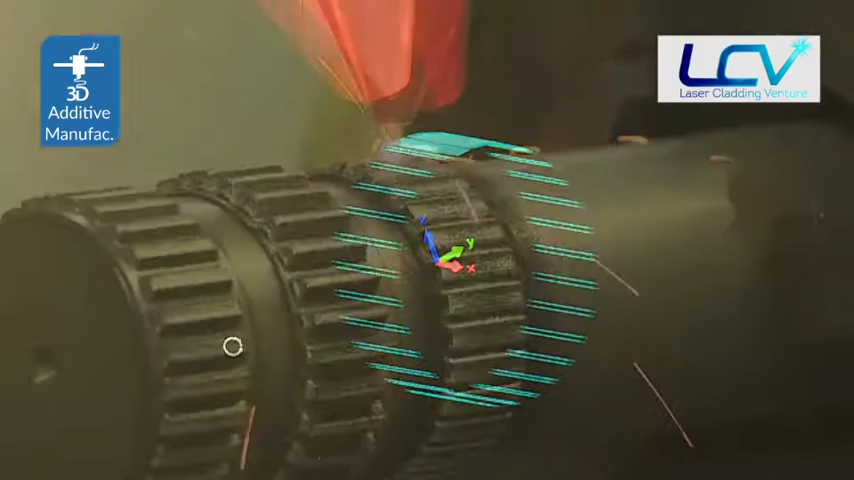 3D
Additive
Manufac.
LCV
Laser Cladding Venture
z
y
x